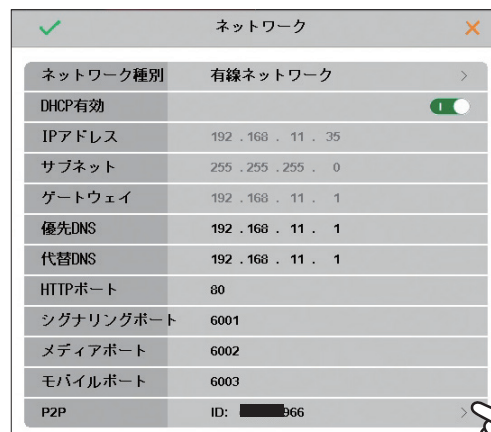 ネットワーク
ネットワーク種別 有線ネットワーク
DHCP有効
IPアドレス 192 . 168 . 11 . 35
サブネット 255 . 255 . 255 . 0
ゲートウェイ 192 . 168 . 11 . 1
優先DNS 192 . 168 . 11 . 1
代替DNS 192 . 168 . 11 . 1
HTTPポート 80
シグナリングポート 6001
メディアポート 6002
モバイルポート 6003
P2P ID: 966